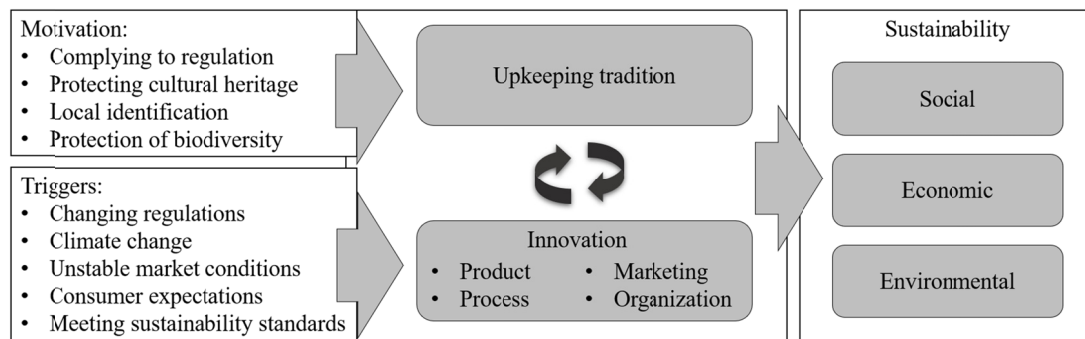 Motivation:
• Complying to regulation
• Protecting cultural heritage
• Local identification
• Protection of biodiversity
Triggers:
• Changing regulations
• Climate change
• Unstable market conditions
• Consumer expectations
• Meeting sustainability standards
Upkeeping tradition
Innovation
• Product • Marketing
• Process • Organization
Sustainability
Social
Economic
Environmental